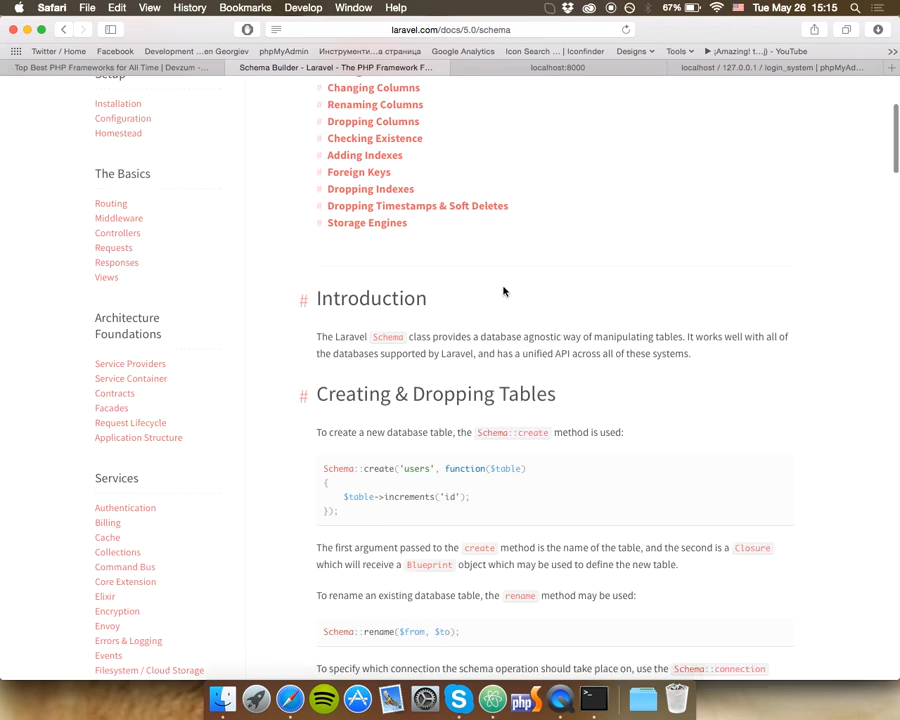 Safari File Edit View History Bookmarks Develop Window Help 67% Tue May 26 15:15
laravel.com/docs/5.0/schema
Twitter / Home Facebook Development ... en Georgiev phpMyAdmin Инструменти...а страница Google Analytics Icon Search ... | Iconfinder Designs Tools ¡Amazing! t...j) - YouTube
Top Best PHP Frameworks for All Time | Devzum -... Schema Builder - Laravel - The PHP Framework F... localhost:8000 localhost / 127.0.0.1 / login_system | phpMyAd...
Setup
Installation
Configuration
Homestead
The Basics
Routing
Middleware
Controllers
Requests
Responses
Views
Architecture
Foundations
Service Providers
Service Container
Contracts
Facades
Request Lifecycle
Application Structure
Services
Authentication
Billing
Cache
Collections
Command Bus
Core Extension
Elixir
Encryption
Envoy
Errors & Logging
Events
Filesystem / Cloud Storage
# Changing Columns
# Renaming Columns
# Dropping Columns
# Checking Existence
# Adding Indexes
# Foreign Keys
# Dropping Indexes
# Dropping Timestamps & Soft Deletes
# Storage Engines
# Introduction
The Laravel Schema class provides a database agnostic way of manipulating tables. It works well with all of
the databases supported by Laravel, and has a unified API across all of these systems.
# Creating & Dropping Tables
To create a new database table, the Schema::create method is used:
Schema::create('users', function($table)
{
$table->increments('id');
});
The first argument passed to the create method is the name of the table, and the second is a Closure
which will receive a Blueprint object which may be used to define the new table.
To rename an existing database table, the rename method may be used:
Schema::rename($from, $to);
To specify which connection the schema operation should take place on, use the Schema::connection
php